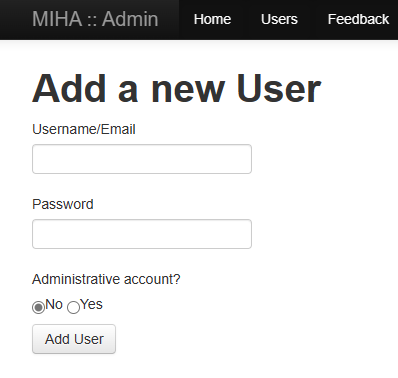 MIHA :: Admin Home Users Feedback
Add a new User
Username/Email
Password
Administrative account?
No Yes
Add User